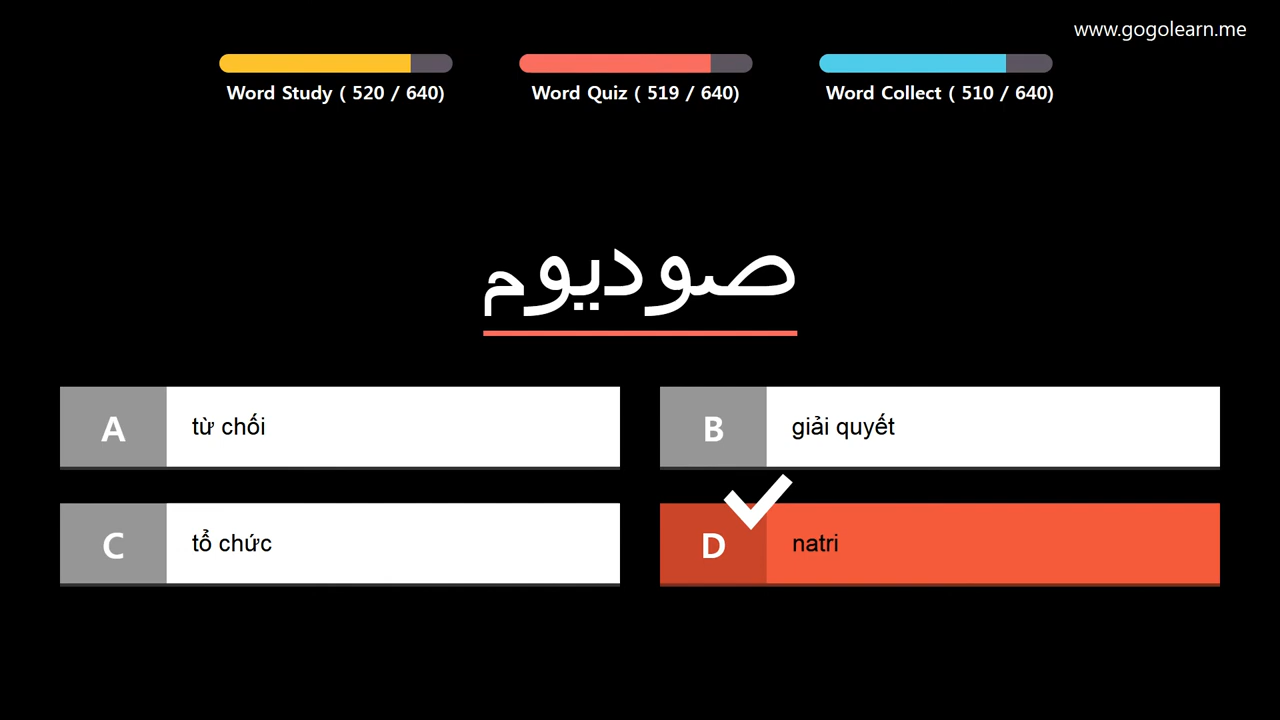 www.gogolearn.me
Word Study ( 520 / 640)
Word Quiz ( 519 / 640)
Word Collect ( 510 / 640)
صوديوم
A
từ chối
B
giải quyết
C
tổ chức
D
natri